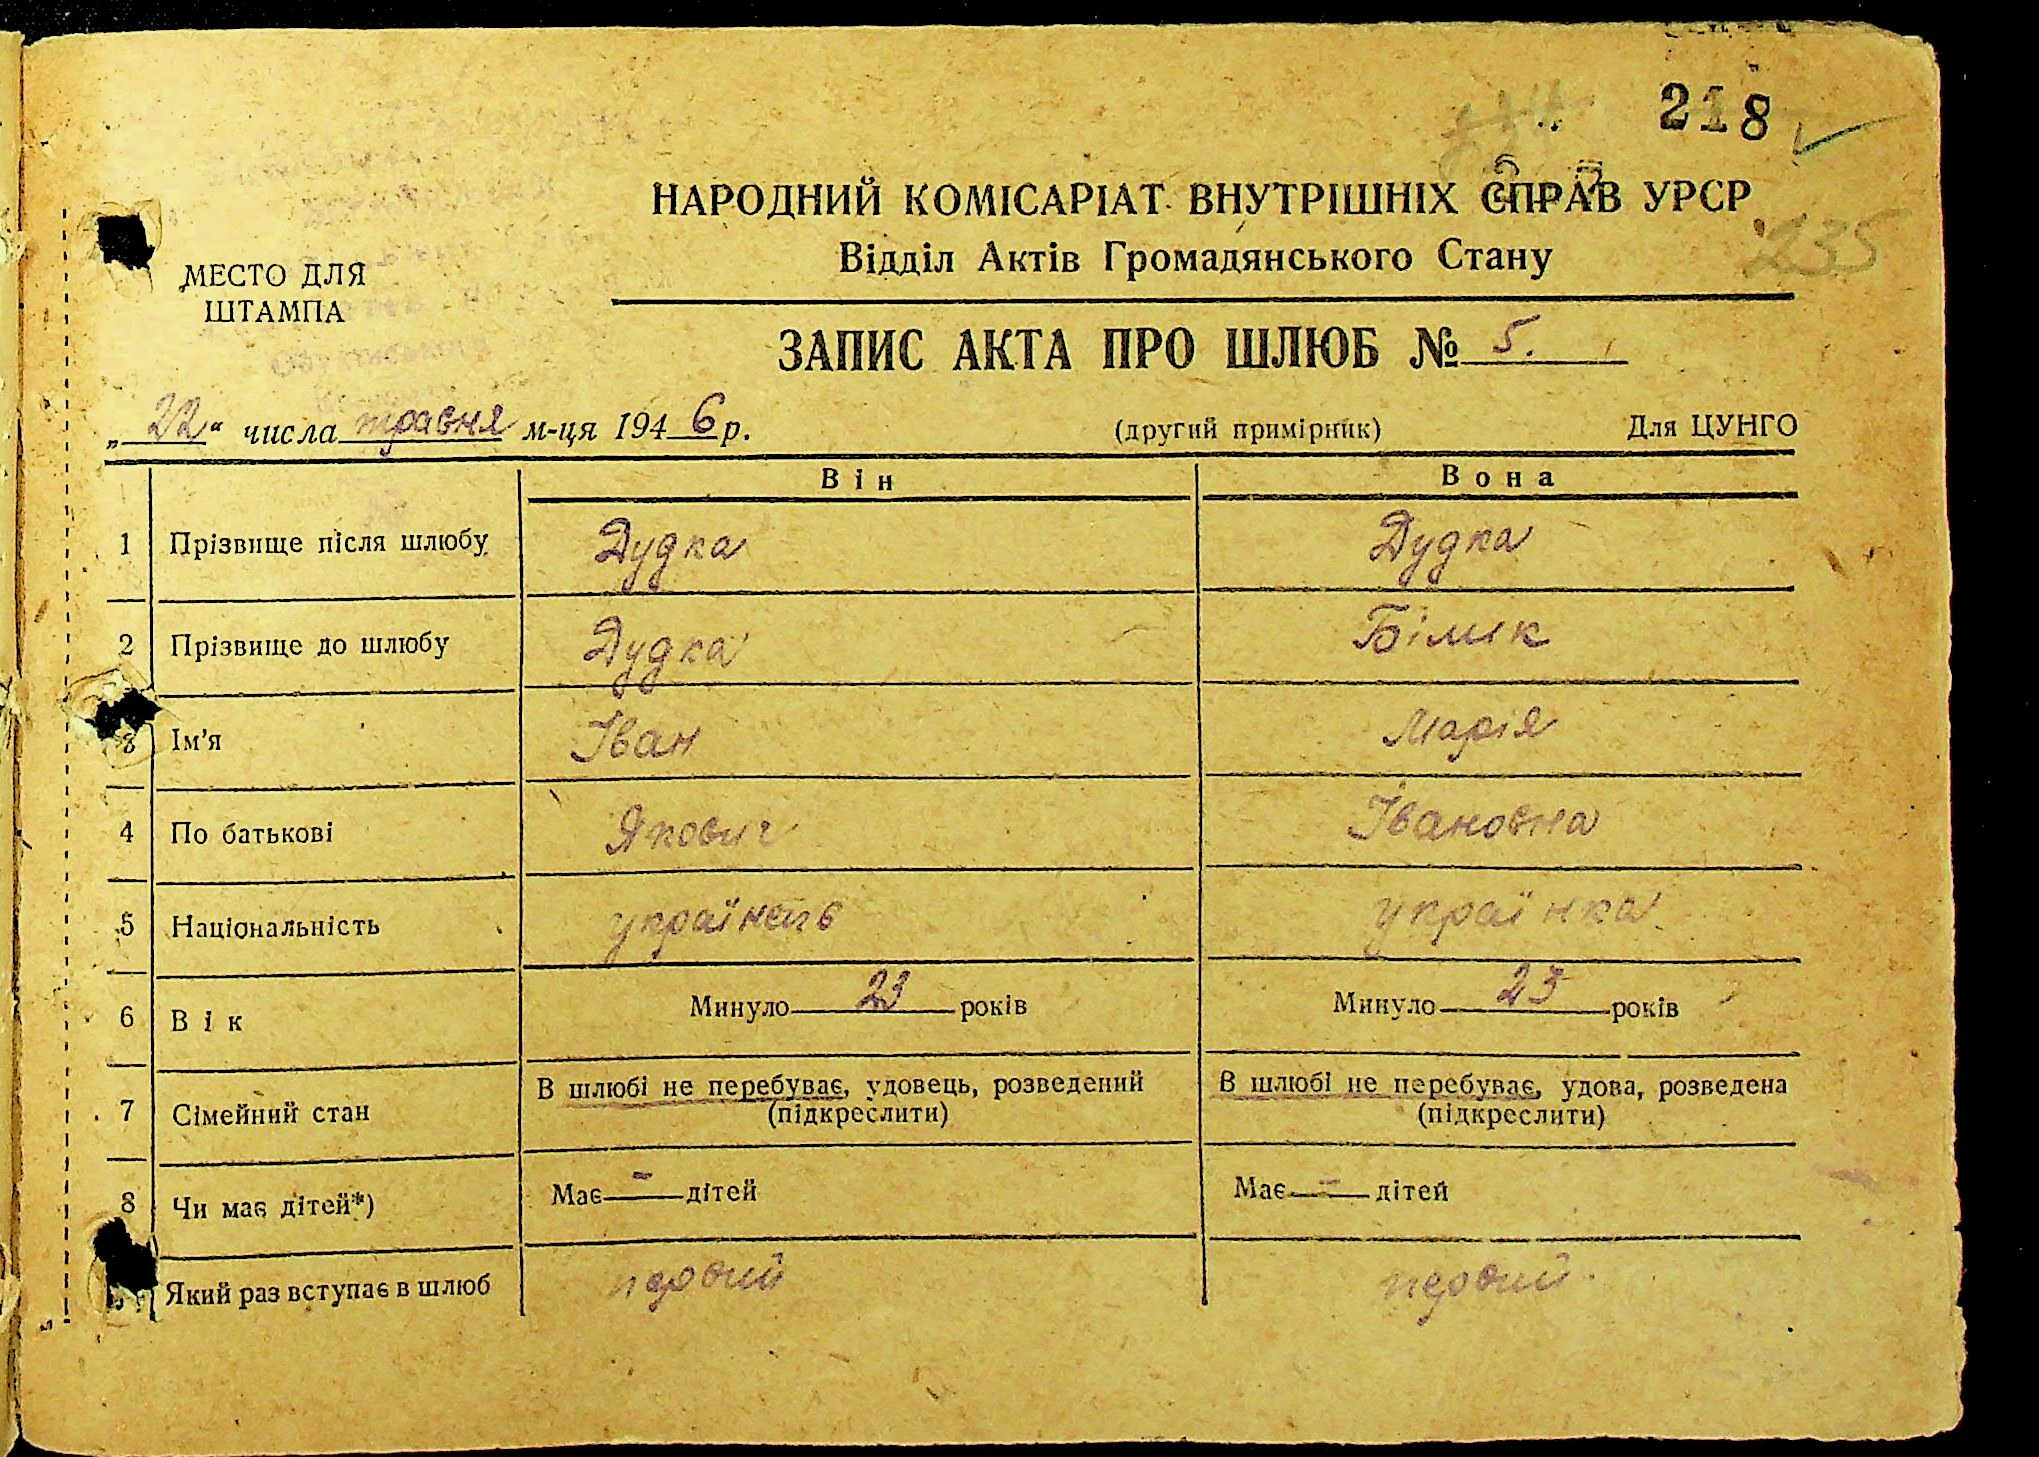 218
НАРОДНИЙ КОМІСАРІАТ ВНУТРІШНІХ СПРАВ УРСР
235
Відділ Актів Громадянського Стану
МЕСТО ДЛЯ
ШТАМПА
ЗАПИС АКТА ПРО ШЛЮБ № 5.
„22“ числа травня м-ця 1946 р.
(другий примірник) Для ЦУНГО
Він Вона
1 Прізвище після шлюбу Дудка Дудка
2 Прізвище до шлюбу Дудка Білик
3 Ім'я Іван Марія
4 По батькові Якович Івановна
5 Національність українець українка
6 Вік Минуло 23 років Минуло 23 років
7 Сімейний стан В шлюбі не перебуває, удовець, розведений (підкреслити) В шлюбі не перебуває, удова, розведена (підкреслити)
8 Чи має дітей*) Має - дітей Має - дітей
Який раз вступає в шлюб первий первий